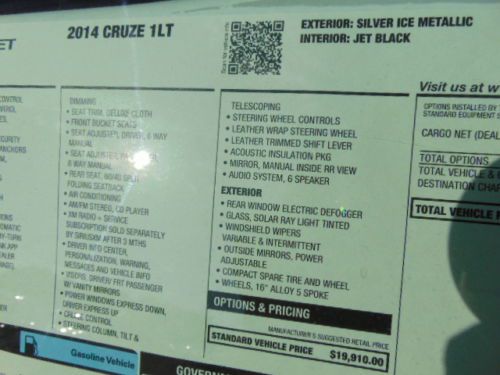 ET
2014 CRUZE 1LT
EXTERIOR: SILVER ICE METALLIC
INTERIOR: JET BLACK
Scan for vehicle info
CONTROL
DIMMING
• SEAT TRIM, DELUXE CLOTH
• FRONT BUCKET SEATS
• SEAT ADJUSTER, DRIVER, 6 WAY
MANUAL
• SEAT ADJUSTER,
6 WAY MANUAL
• REAR SEAT, 60/40 SPLIT
FOLDING SEATBACK
• AIR CONDITIONING
• AM/FM STEREO, CD PLAYER
• XM RADIO + SERVICE
SUBSCRIPTION SOLD SEPARATELY
BY SIRIUSXM AFTER 3 MTHS
• DRIVER INFO CENTER,
PERSONALIZATION, WARNING,
MESSAGES AND VEHICLE INFO
• VISORS, DRIVER/ FRT PASSENGER
W/VANITY MIRRORS
• POWER WINDOWS EXPRESS DOWN,
DRIVER EXPRESS UP
• CRUISE CONTROL
• STEERING COLUMN, TILT &
TELESCOPING
• STEERING WHEEL CONTROLS
• LEATHER WRAP STEERING WHEEL
• LEATHER TRIMMED SHIFT LEVER
• ACOUSTIC INSULATION PKG
• MIRROR, MANUAL INSIDE RR VIEW
• AUDIO SYSTEM, 6 SPEAKER
EXTERIOR
• REAR WINDOW ELECTRIC DEFOGGER
• GLASS, SOLAR RAY LIGHT TINTED
• WINDSHIELD WIPERS
VARIABLE & INTERMITTENT
• OUTSIDE MIRRORS, POWER
ADJUSTABLE
• COMPACT SPARE TIRE AND WHEEL
• WHEELS, 16" ALLOY 5 SPOKE
OPTIONS & PRICING
MANUFACTURER'S SUGGESTED RETAIL PRICE
STANDARD VEHICLE PRICE $19,910.00
Visit us at w
OPTIONS INSTALLED BY
STANDARD EQUIPMENT
CARGO NET (DEAL
TOTAL OPTIONS
TOTAL VEHICLE &
DESTINATION CHAR
TOTAL VEHICLE
Gasoline Vehicle
GOVERN